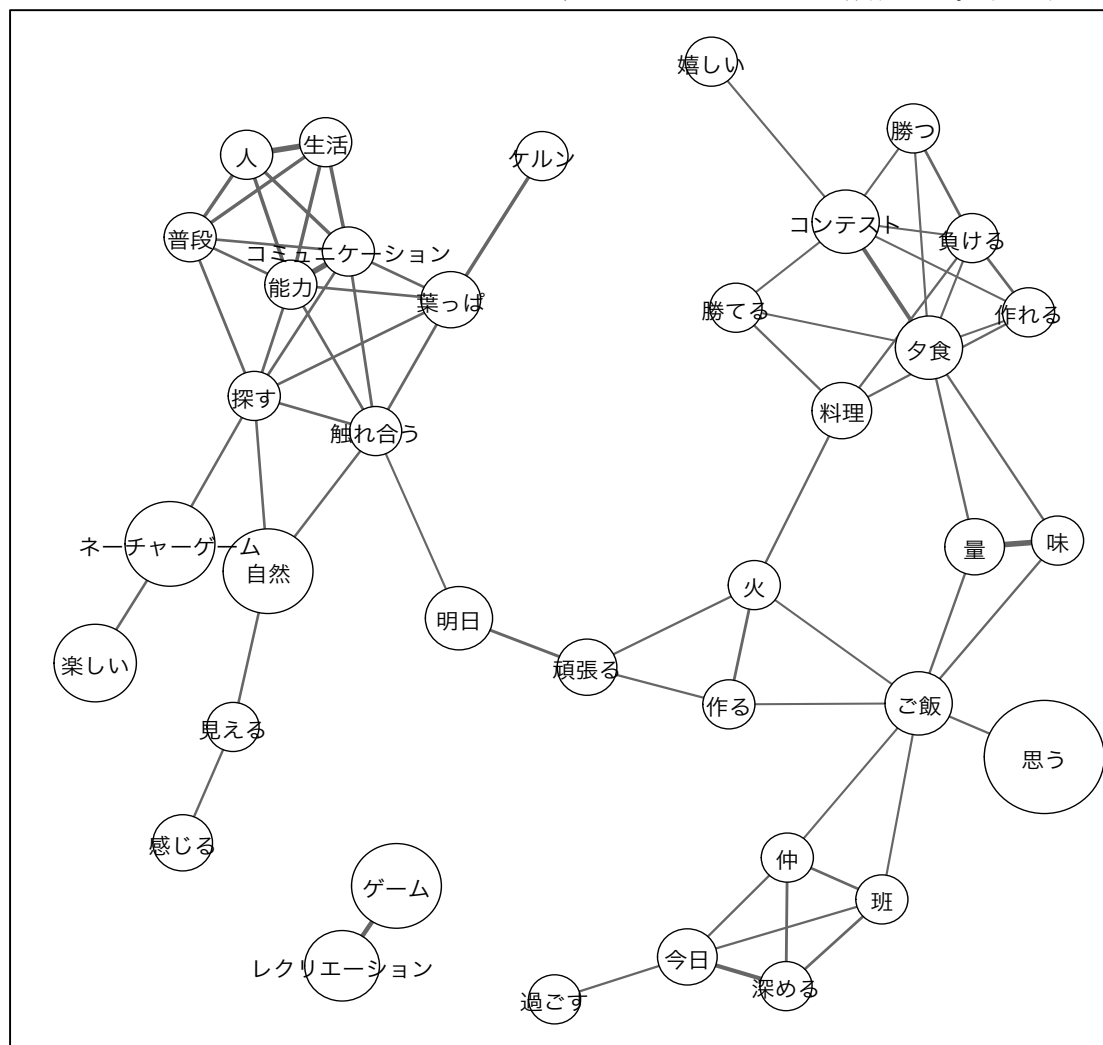 嬉しい
勝つ
生活
人
ケルン
コンテスト
普段
負ける
コミュニケーション
能力
葉っぱ
勝てる
作れる
夕食
探す
料理
触れ合う
ネーチャーゲーム
量
味
自然
火
明日
楽しい
頑張る
ご飯
作る
見える
思う
感じる
仲
ゲーム
班
今日
レクリエーション
深める
過ごす